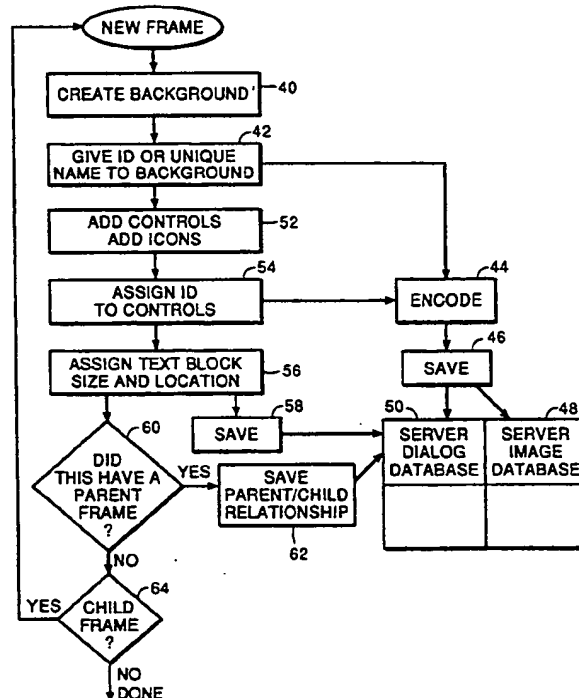 NEW FRAME
CREATE BACKGROUND
40
42
GIVE ID OR UNIQUE
NAME TO BACKGROUND
ADD CONTROLS
ADD ICONS
52
54
44
ASSIGN ID
TO CONTROLS
ENCODE
46
ASSIGN TEXT BLOCK
SIZE AND LOCATION
56
SAVE
58
50
48
60
SAVE
SERVER
DIALOG
DATABASE
SERVER
IMAGE
DATABASE
DID
THIS HAVE A
PARENT
FRAME
?
YES
SAVE
PARENT/CHILD
RELATIONSHIP
62
NO
64
YES
CHILD
FRAME
?
NO
DONE